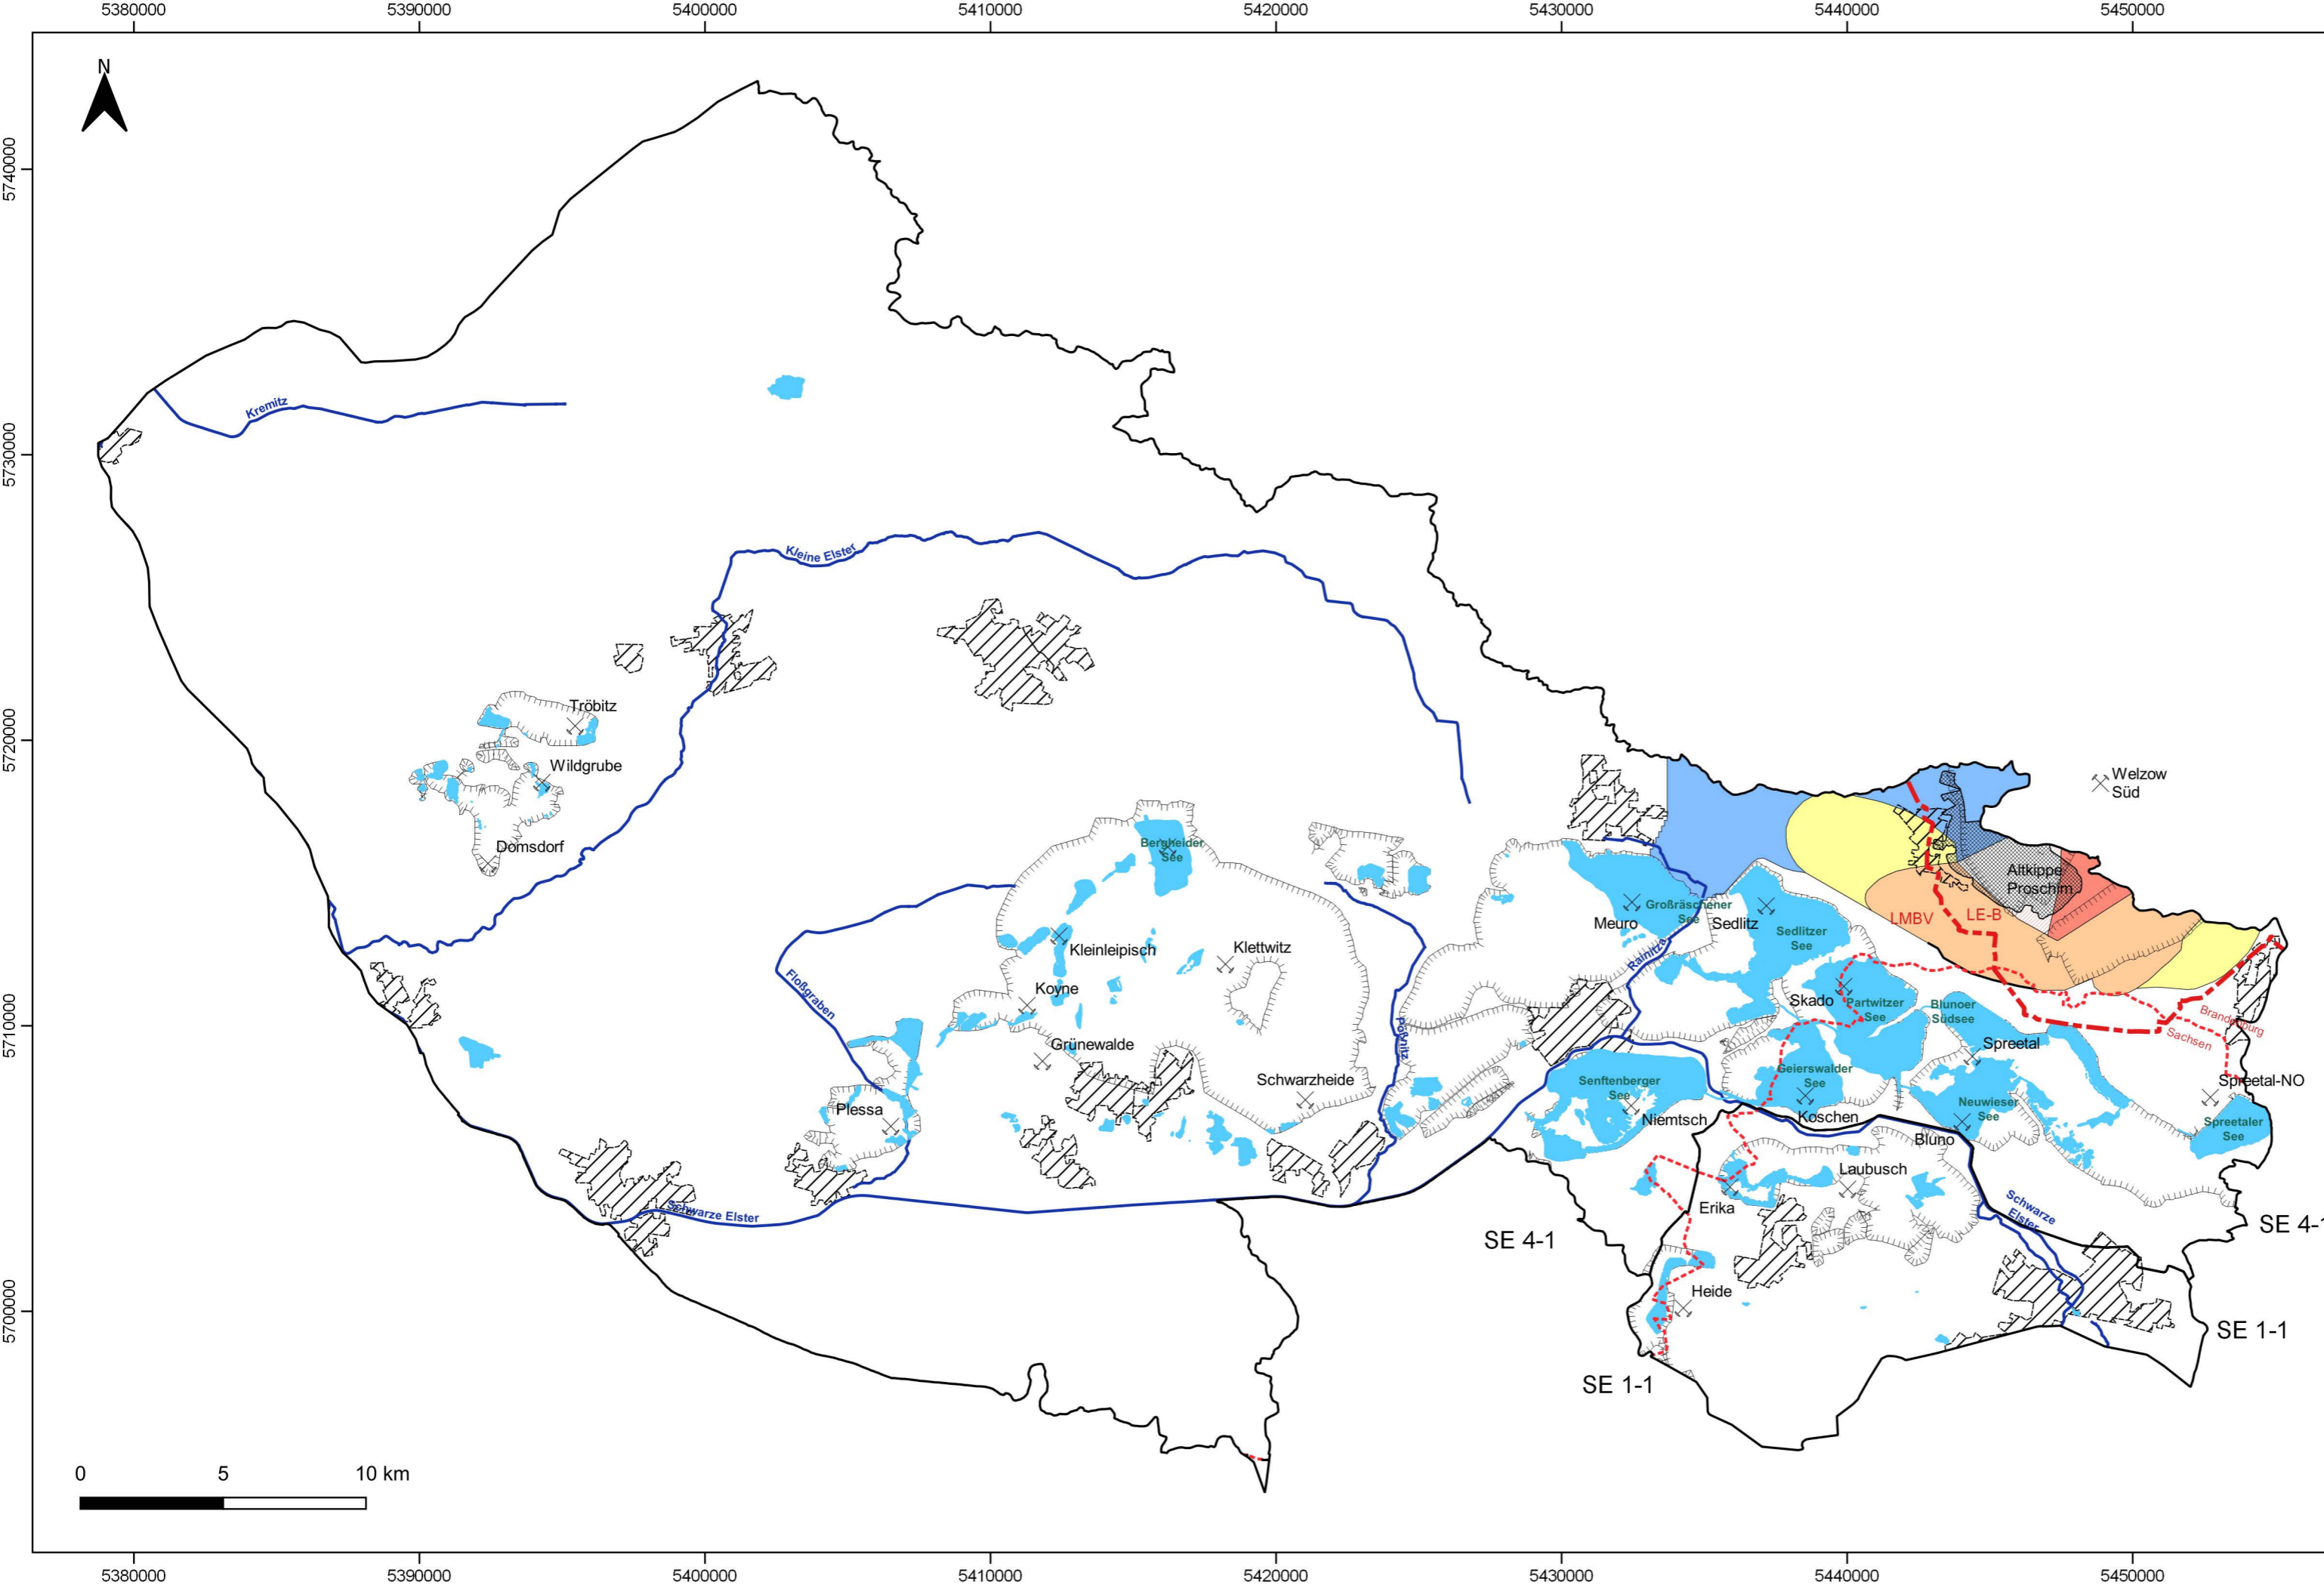 5380000
5390000
5400000
5410000
5420000
5430000
5440000
5450000
N
5740000
5730000
5720000
5710000
5700000
Kremitz
Kleine Elster
Tröbitz
Wildgrube
Domsdorf
Welzow
Süd
Bergheider
See
Altkippe
Proschim
LMBV
LE-B
Meuro
Großräschener
See
Sedlitz
Sedlitzer
See
Rainitza
Kleinleipisch
Klettwitz
Koyne
Floßgraben
Grünewalde
Pößnitz
Skado
Partwitzer
See
Blunoer
Südsee
Brandenburg
Sachsen
Spreetal
Schwarzheide
Senftenberger
See
Niemtsch
Geierswalder
See
Koschen
Neuwieser
See
Spreetal-NO
Spreetaler
See
Plessa
Bluno
Laubusch
Erika
Schwarze Elster
Schwarze
Elster
SE 4-1
SE 4-1
Heide
SE 1-1
SE 1-1
0
5
10 km
5380000
5390000
5400000
5410000
5420000
5430000
5440000
5450000